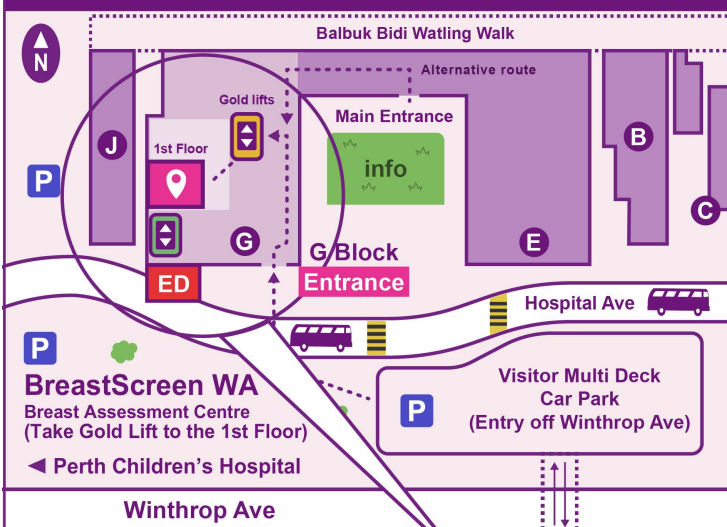 Balbuk Bidi Watling Walk
N
Alternative route
Gold lifts
Main Entrance
J
1st Floor
B
P
info
C
G
E
G Block
Entrance
ED
Hospital Ave
P
BreastScreen WA
Breast Assessment Centre
(Take Gold Lift to the 1st Floor)
Perth Children's Hospital
P
Visitor Multi Deck
Car Park
(Entry off Winthrop Ave)
Winthrop Ave